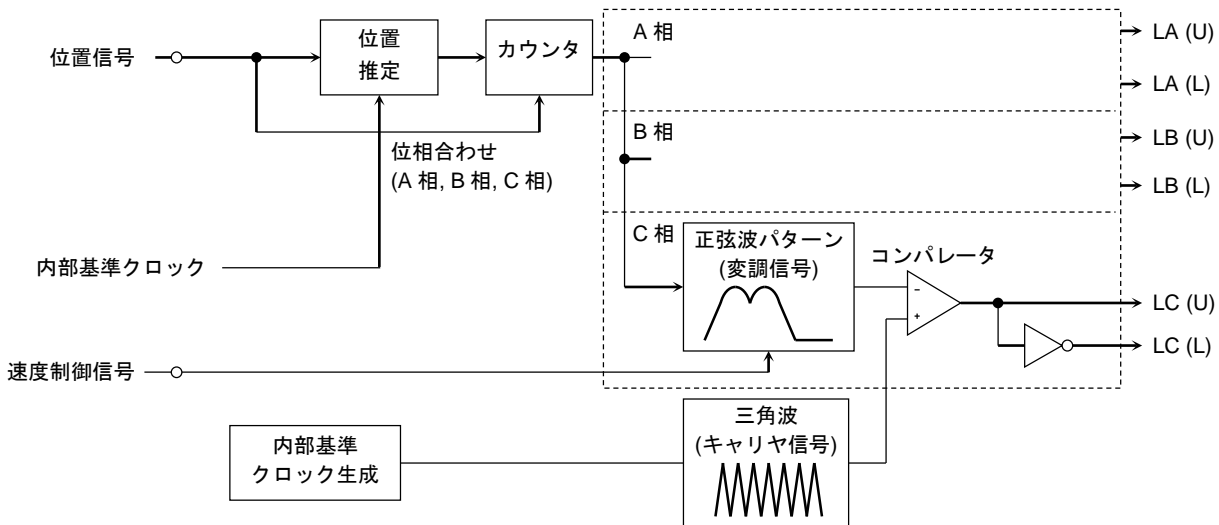 位置信号
位置
推定
カウンタ
A 相
LA (U)
LA (L)
B 相
LB (U)
LB (L)
位相合わせ
(A 相, B 相, C 相)
内部基準クロック
C 相
正弦波パターン
(変調信号)
コンパレータ
−
+
LC (U)
LC (L)
速度制御信号
内部基準
クロック生成
三角波
(キャリヤ信号)